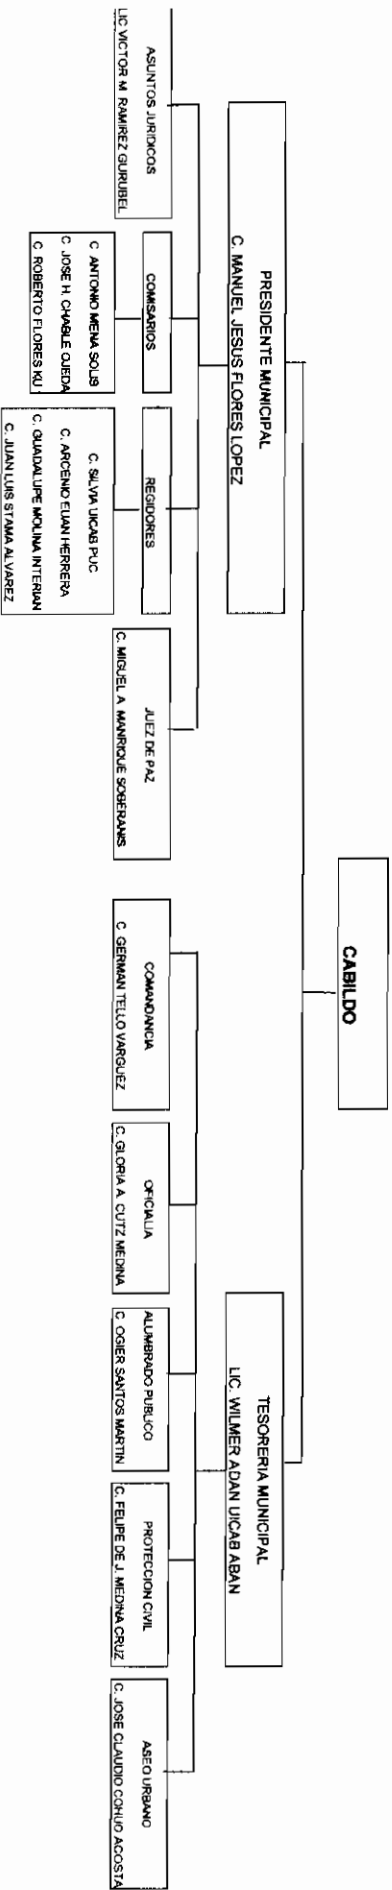 CABILDO
PRESIDENTE MUNICIPAL
C. MANUEL JESUS FLORES LOPEZ
TESORERIA MUNICIPAL
LIC. WILMER ADAN UICAB ABAN
ASUNTOS JURIDICOS
LIC VICTOR M. RAMIREZ GURUBEL
COMISARIOS
C ANTONIO MENA SOLIS
C JOSE H. CHABLE OJEDA
C ROBERTO FLORES KU
REGIDORES
C. SILVIA UICAB PUC
C. ARCENIO EUAN HERRERA
C. GUADALUPE MOLINA INTERIAN
C. JUAN LUIS STAMA ALVAREZ
JUEZ DE PAZ
C. MIGUEL A MANRIQUE SOBERANIS
COMANDANCIA
C GERMAN TELLO VARGUEZ
OFICIALIA
C. GLORIA A. CUTZ MEDINA
ALUMBRADO PUBLICO
C. OGIER SANTOS MARTIN
PROTECCION CIVIL
C. FELIPE DE J. MEDINA CRUZ
ASEO URBANO
C. JOSE CLAUDIO COHUO ACOSTA